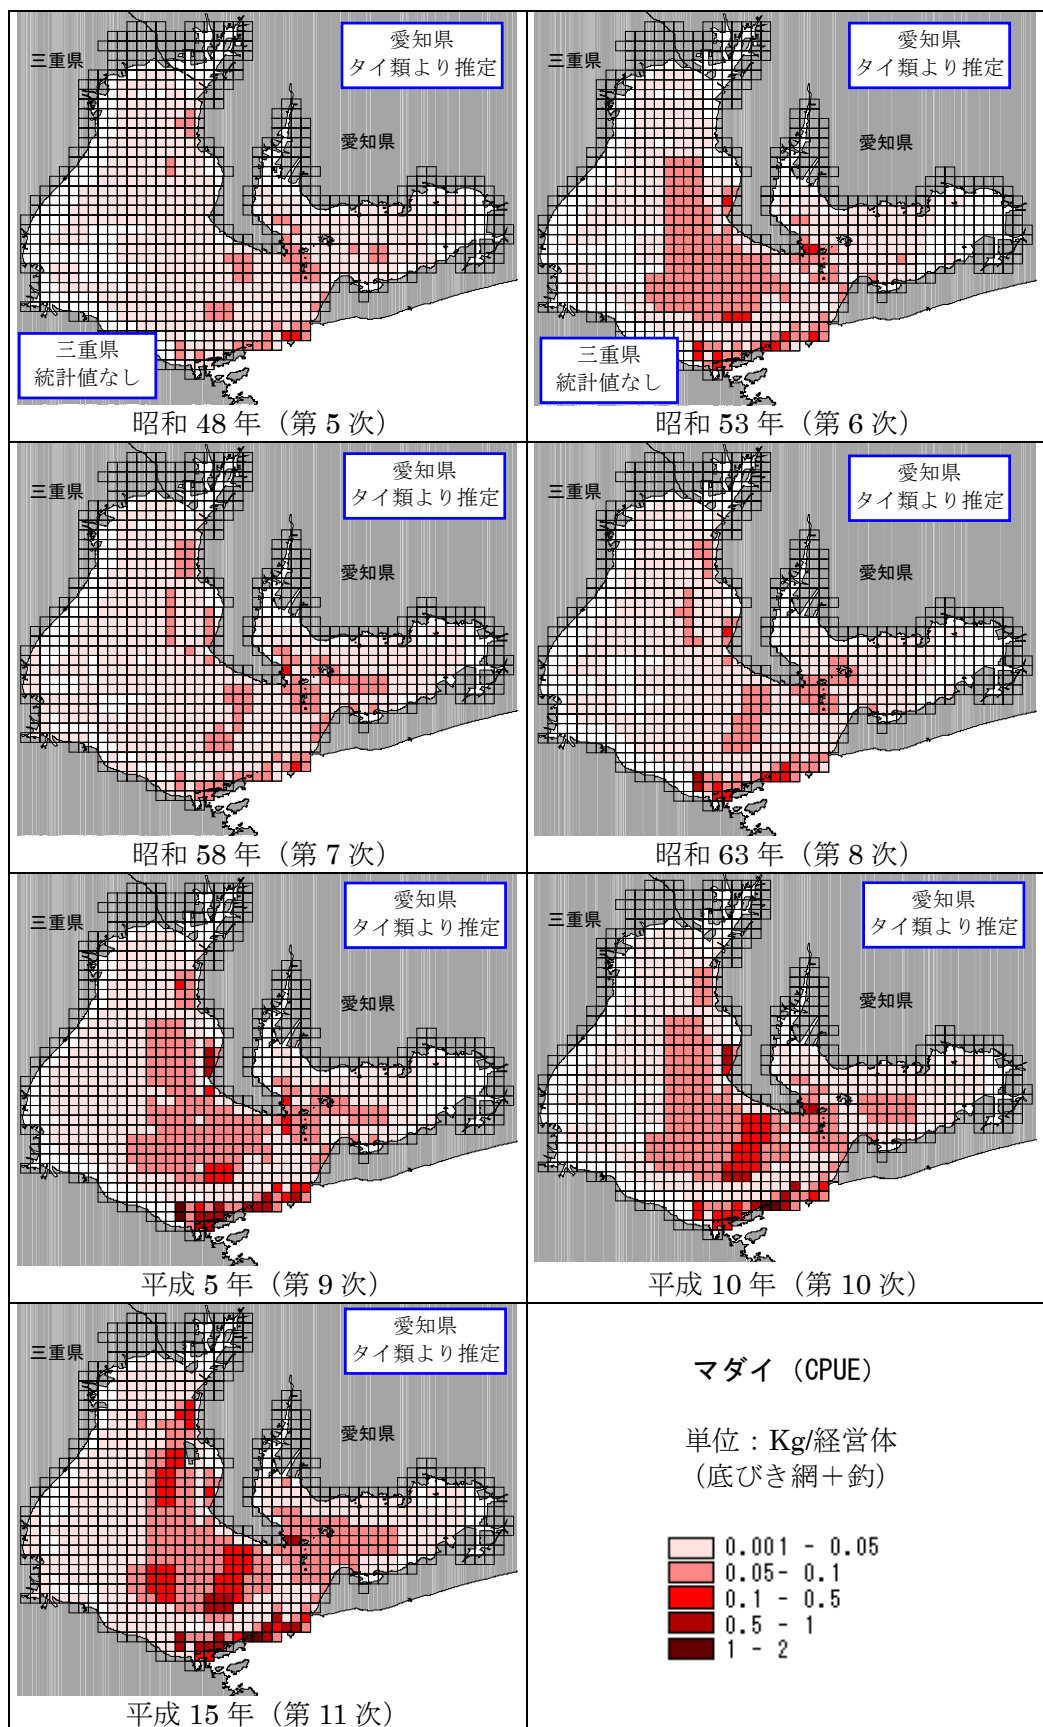 三重県
愛知県
タイ類より推定
愛知県
三重県
統計値なし
昭和 48 年（第 5 次）
三重県
愛知県
タイ類より推定
愛知県
三重県
統計値なし
昭和 53 年（第 6 次）
三重県
愛知県
タイ類より推定
愛知県
昭和 58 年（第 7 次）
三重県
愛知県
タイ類より推定
愛知県
昭和 63 年（第 8 次）
三重県
愛知県
タイ類より推定
愛知県
平成 5 年（第 9 次）
三重県
愛知県
タイ類より推定
愛知県
平成 10 年（第 10 次）
三重県
愛知県
タイ類より推定
愛知県
平成 15 年（第 11 次）
マダイ（CPUE）
単位：Kg/経営体
（底びき網＋釣）
0.001 - 0.05
0.05- 0.1
0.1 - 0.5
0.5 - 1
1 - 2